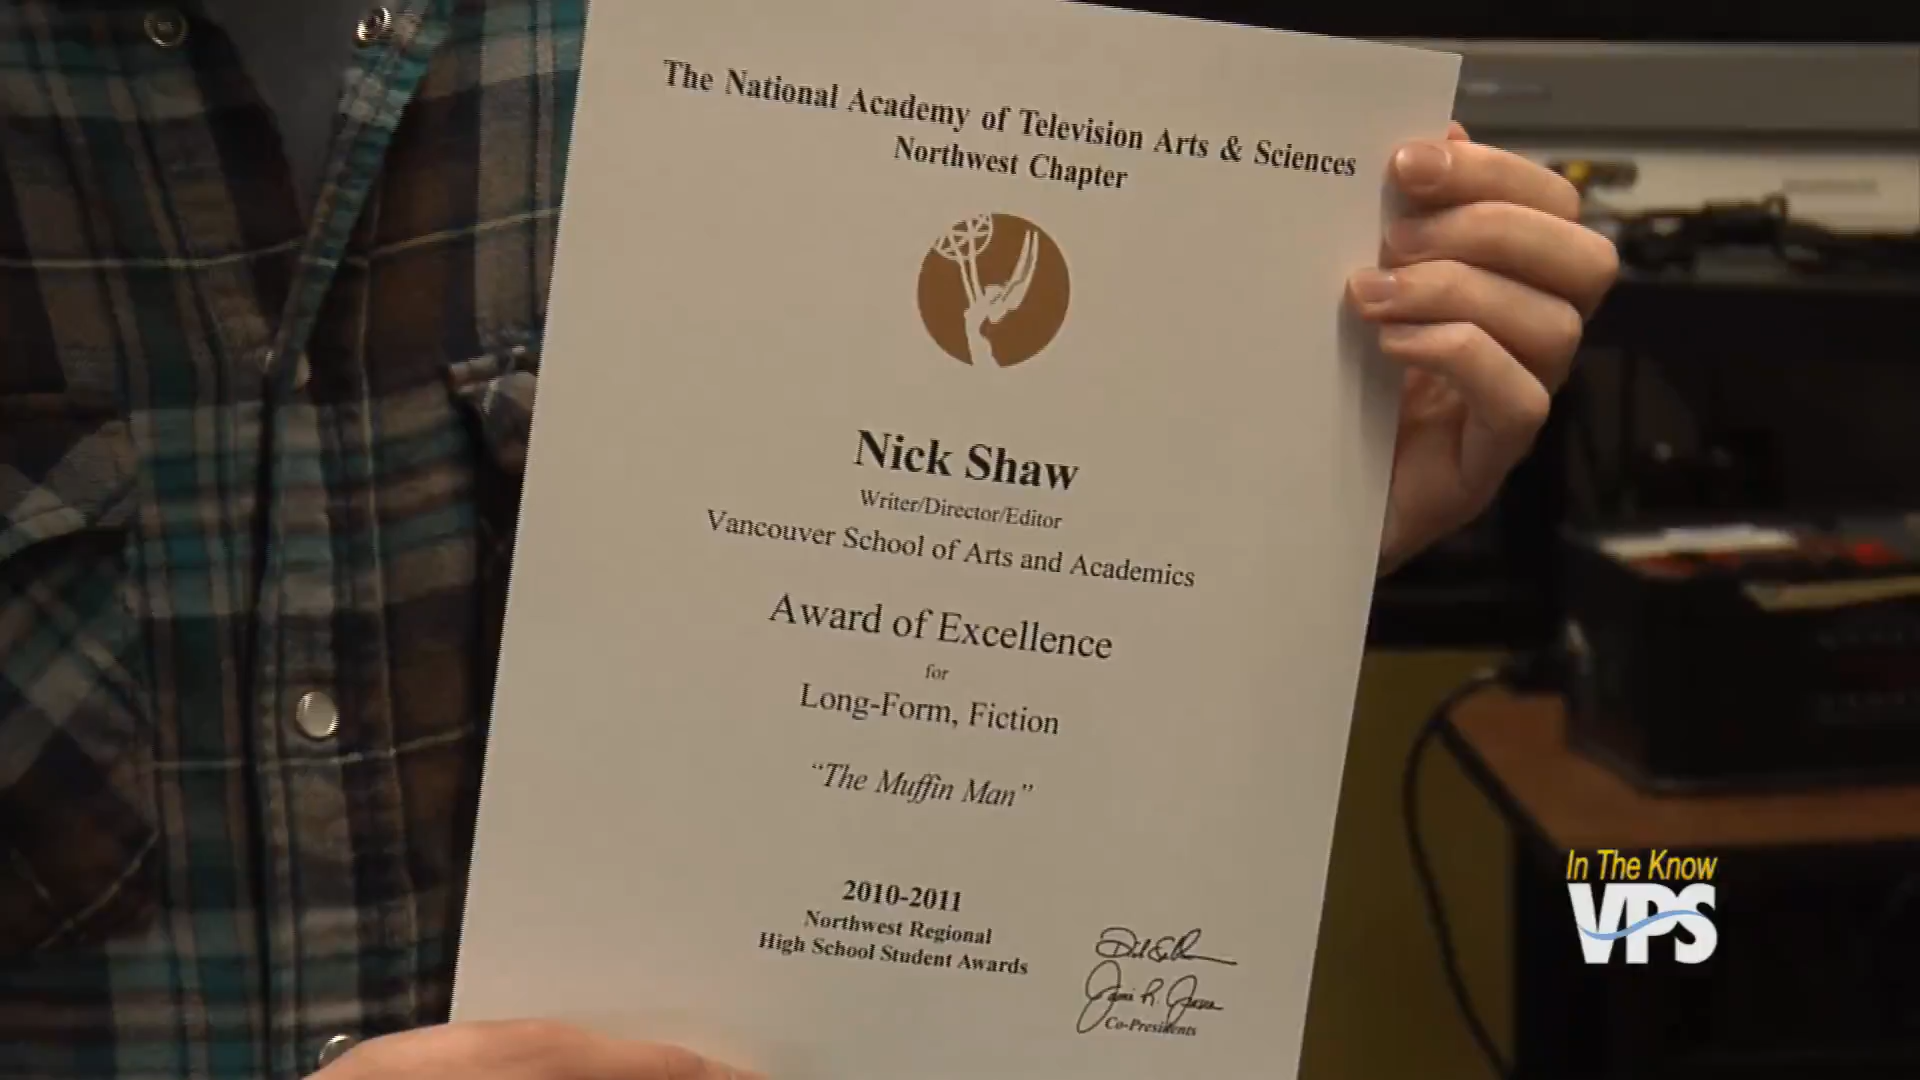 The National Academy of Television Arts & Sciences
Northwest Chapter
Nick Shaw
Writer/Director/Editor
Vancouver School of Arts and Academics
Award of Excellence
for
Long-Form, Fiction
“The Muffin Man”
2010-2011
Northwest Regional
High School Student Awards
Co-Presidents
In The Know
VPS